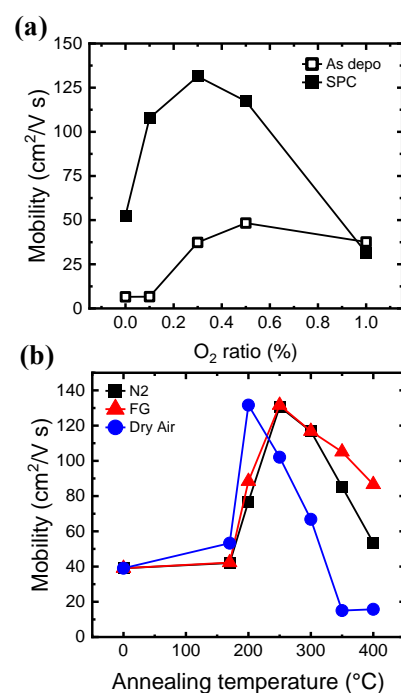 (a)
150
125
100
75
50
25
0
Mobility (cm²/V s)
As depo
SPC
0.0 0.2 0.4 0.6 0.8 1.0
O₂ ratio (%)
(b)
140
120
100
80
60
40
20
0
Mobility (cm²/V s)
N2
FG
Dry Air
0 100 200 300 400
Annealing temperature (°C)